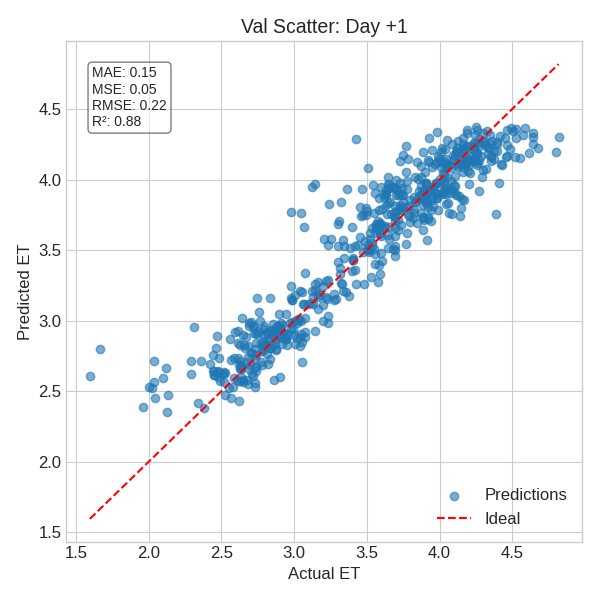 Val Scatter: Day +1
MAE: 0.15
MSE: 0.05
RMSE: 0.22
R²: 0.88
4.5
4.0
3.5
3.0
2.5
2.0
1.5
Predicted ET
Predictions
Ideal
1.5 2.0 2.5 3.0 3.5 4.0 4.5
Actual ET